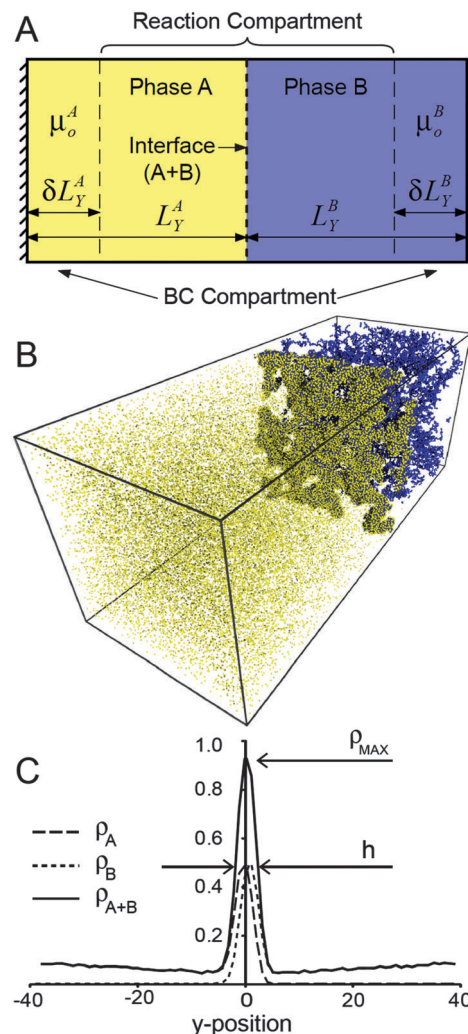 A
Reaction Compartment
Phase A
Phase B
μ_o^A
μ_o^B
Interface
(A+B)
δL_Y^A
L_Y^A
L_Y^B
δL_Y^B
BC Compartment
B
C
1.0
ρ_MAX
0.8
ρ_A
0.6
ρ_B
h
0.4
ρ_A+B
0.2
-40
-20
0
20
40
y-position